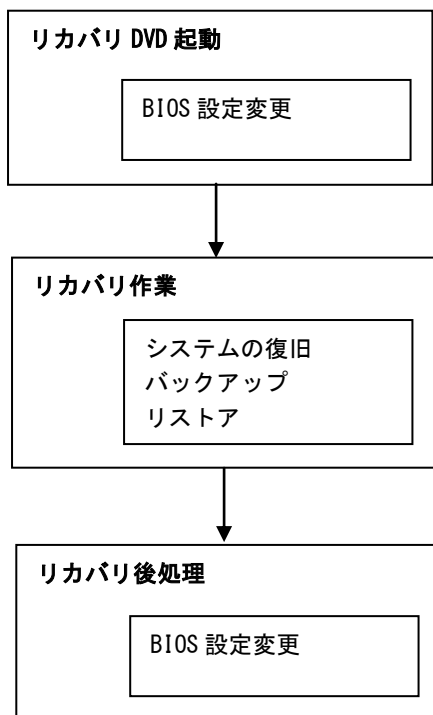 リカバリ DVD 起動
BIOS 設定変更
リカバリ作業
システムの復旧
バックアップ
リストア
リカバリ後処理
BIOS 設定変更